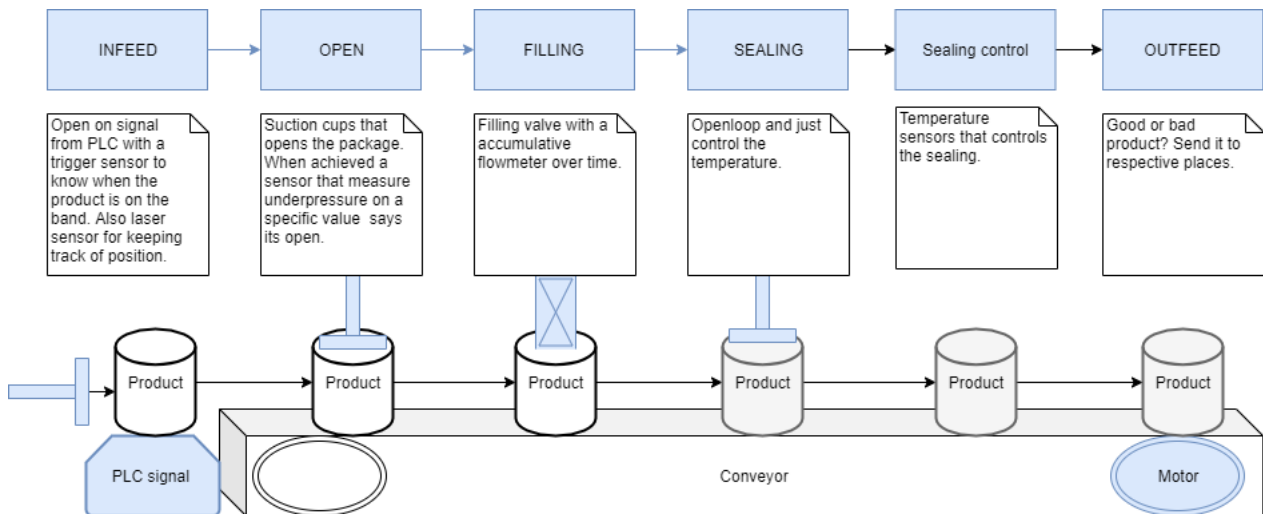 INFEED
OPEN
FILLING
SEALING
Sealing control
OUTFEED
Open on signal
from PLC with a
trigger sensor to
know when the
product is on the
band. Also laser
sensor for keeping
track of position.
Suction cups that
opens the package.
When achieved a
sensor that measure
underpressure on a
specific value  says
its open.
Filling valve with a
accumulative
flowmeter over time.
Openloop and just
control the
temperature.
Temperature
sensors that controls
the sealing.
Good or bad
product? Send it to
respective places.
Product
Product
Product
Product
Product
Product
PLC signal
Conveyor
Motor